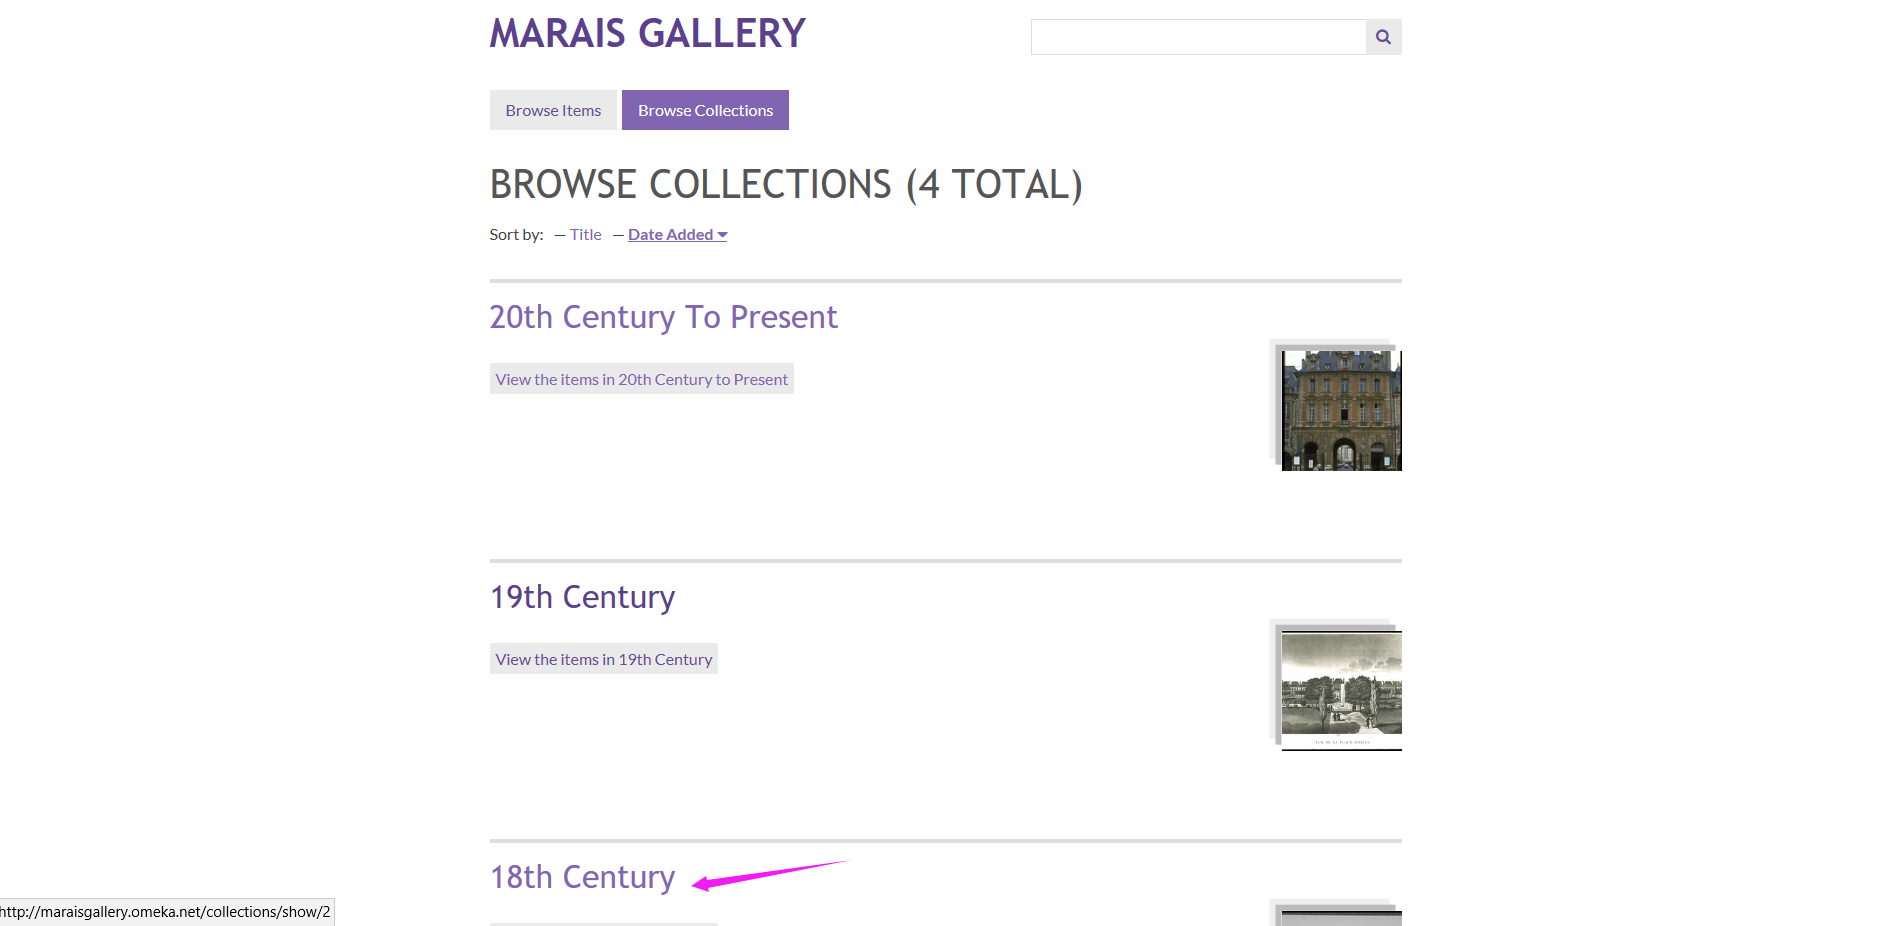 MARAIS GALLERY
Browse Items
Browse Collections
BROWSE COLLECTIONS (4 TOTAL)
Sort by: — Title — Date Added
20th Century To Present
View the items in 20th Century to Present
19th Century
View the items in 19th Century
18th Century
http://maraisgallery.omeka.net/collections/show/2